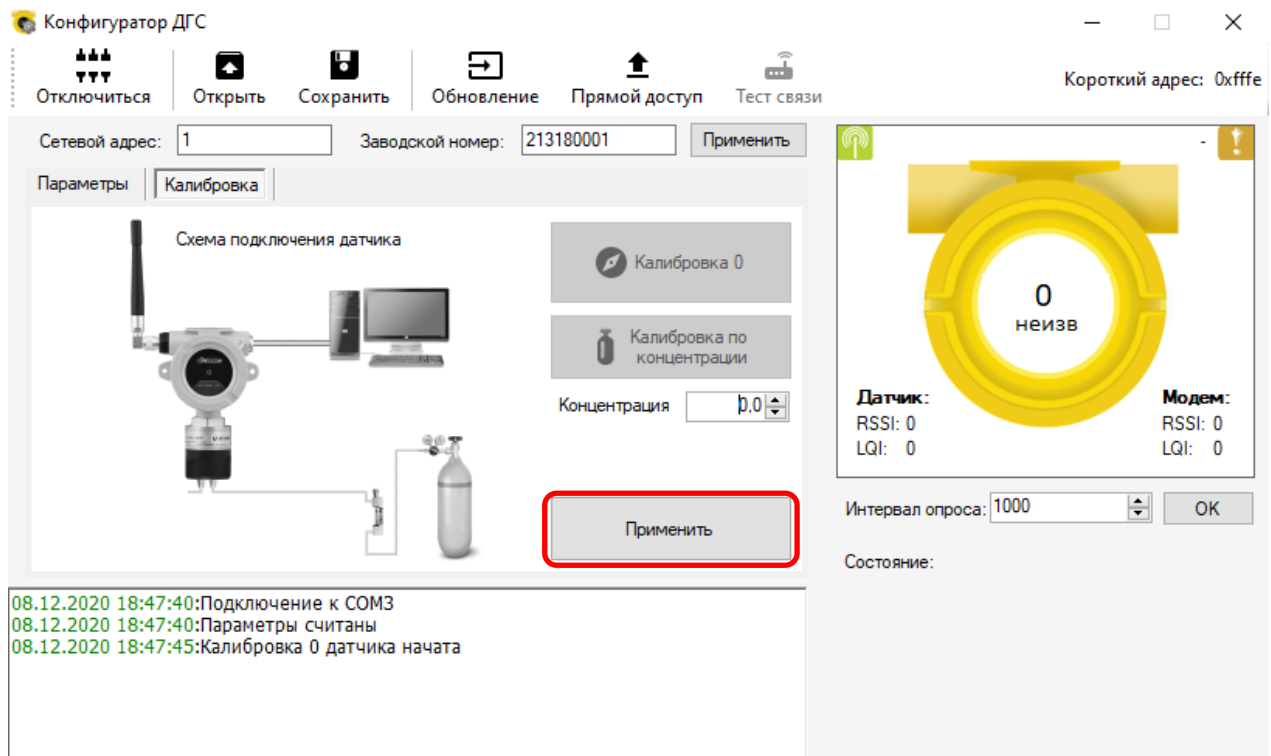 Конфигуратор ДГС
Отключиться Открыть Сохранить Обновление Прямой доступ Тест связи Короткий адрес: 0xfffe
Сетевой адрес: 1 Заводской номер: 213180001 Применить
Параметры Калибровка
Схема подключения датчика
Калибровка 0
Калибровка по
концентрации
Концентрация 0,0
Применить
-
0
неизв
Датчик: Модем:
RSSI: 0 RSSI: 0
LQI: 0 LQI: 0
Интервал опроса: 1000 OK
Состояние:
08.12.2020 18:47:40:Подключение к COM3
08.12.2020 18:47:40:Параметры считаны
08.12.2020 18:47:45:Калибровка 0 датчика начата